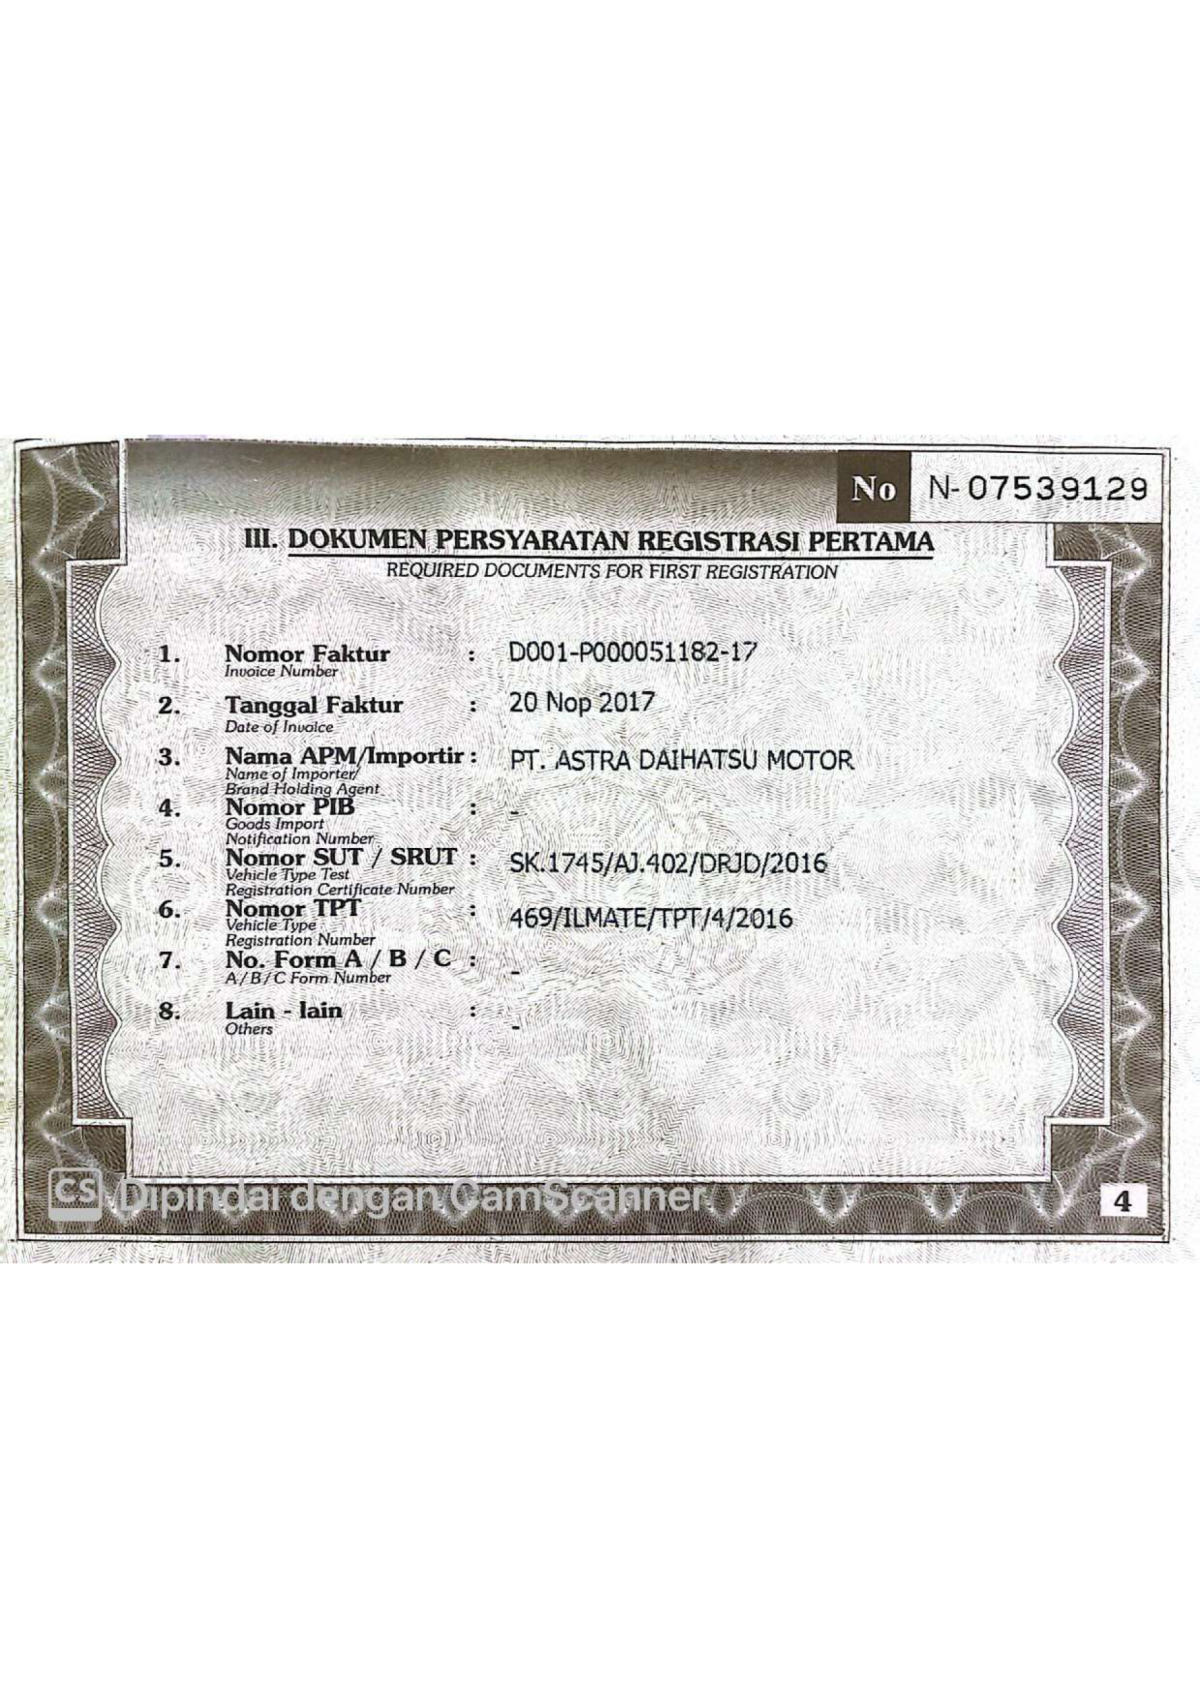 No N-07539129
III. DOKUMEN PERSYARATAN REGISTRASI PERTAMA
REQUIRED DOCUMENTS FOR FIRST REGISTRATION
1. Nomor Faktur : D001-P000051182-17
Invoice Number
2. Tanggal Faktur : 20 Nop 2017
Date of Invoice
3. Nama APM/Importir : PT. ASTRA DAIHATSU MOTOR
Name of Importer/
Brand Holding Agent
4. Nomor PIB : -
Goods Import
Notification Number
5. Nomor SUT / SRUT : SK.1745/AJ.402/DRJD/2016
Vehicle Type Test
Registration Certificate Number
6. Nomor TPT : 469/ILMATE/TPT/4/2016
Vehicle Type
Registration Number
7. No. Form A / B / C : -
A / B / C Form Number
8. Lain - lain : -
Others
CS Dipindai dengan CamScanner
4